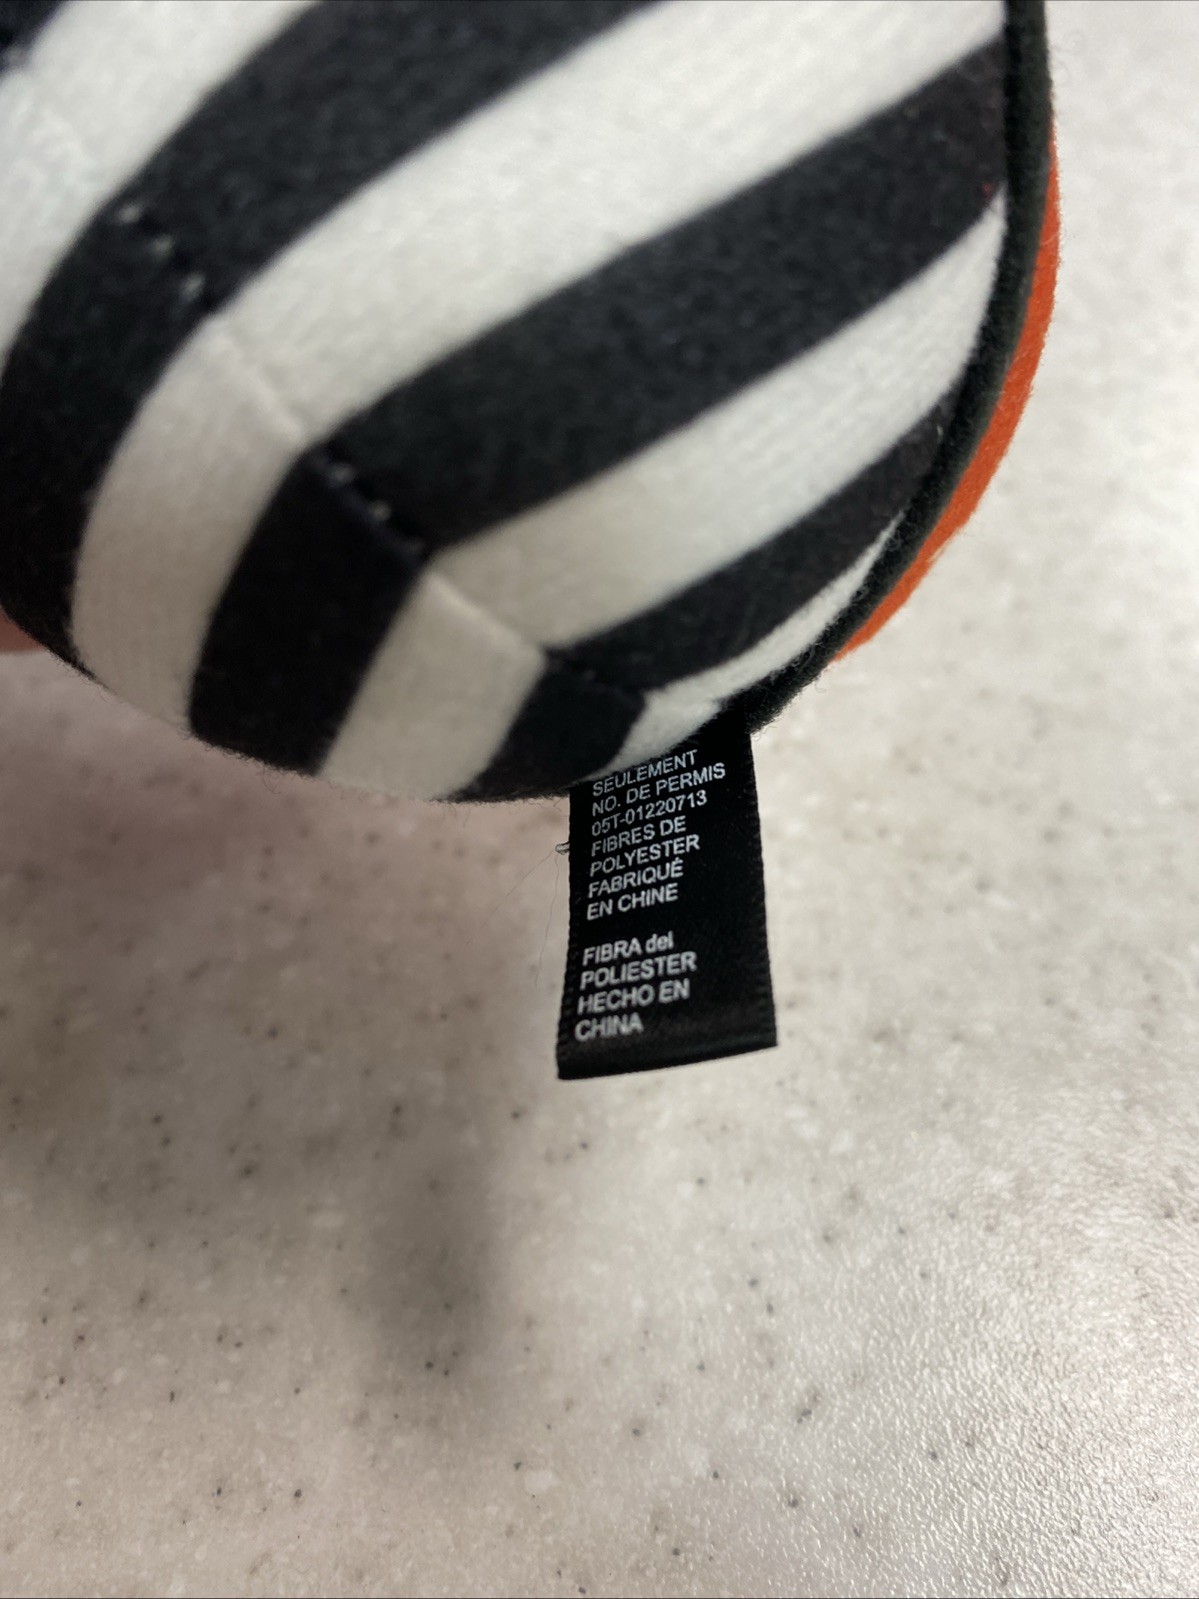 SEULEMENT
NO. DE PERMIS
05T-01220713
FIBRES DE
POLYESTER
FABRIQUÉ
EN CHINE
FIBRA del
POLIESTER
HECHO EN
CHINA